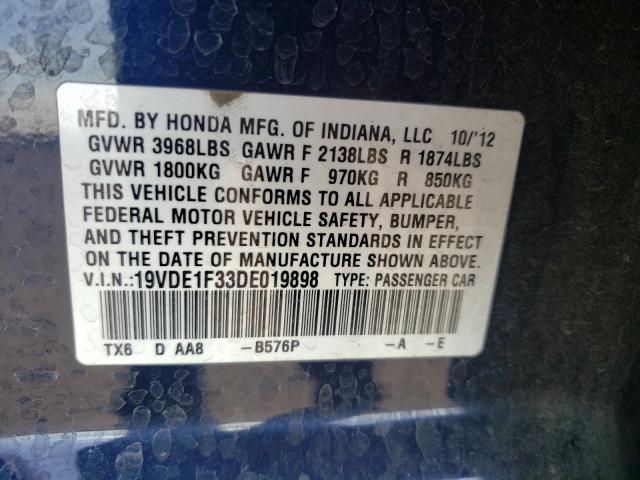 MFD. BY HONDA MFG. OF INDIANA, LLC 10/'12
GVWR 3968LBS GAWR F 2138LBS R 1874LBS
GVWR 1800KG GAWR F 970KG R 850KG
THIS VEHICLE CONFORMS TO ALL APPLICABLE
FEDERAL MOTOR VEHICLE SAFETY, BUMPER,
AND THEFT PREVENTION STANDARDS IN EFFECT
ON THE DATE OF MANUFACTURE SHOWN ABOVE.
V.I.N.:19VDE1F33DE019898 TYPE: PASSENGER CAR
TX6 D AA8 -B576P -A -E